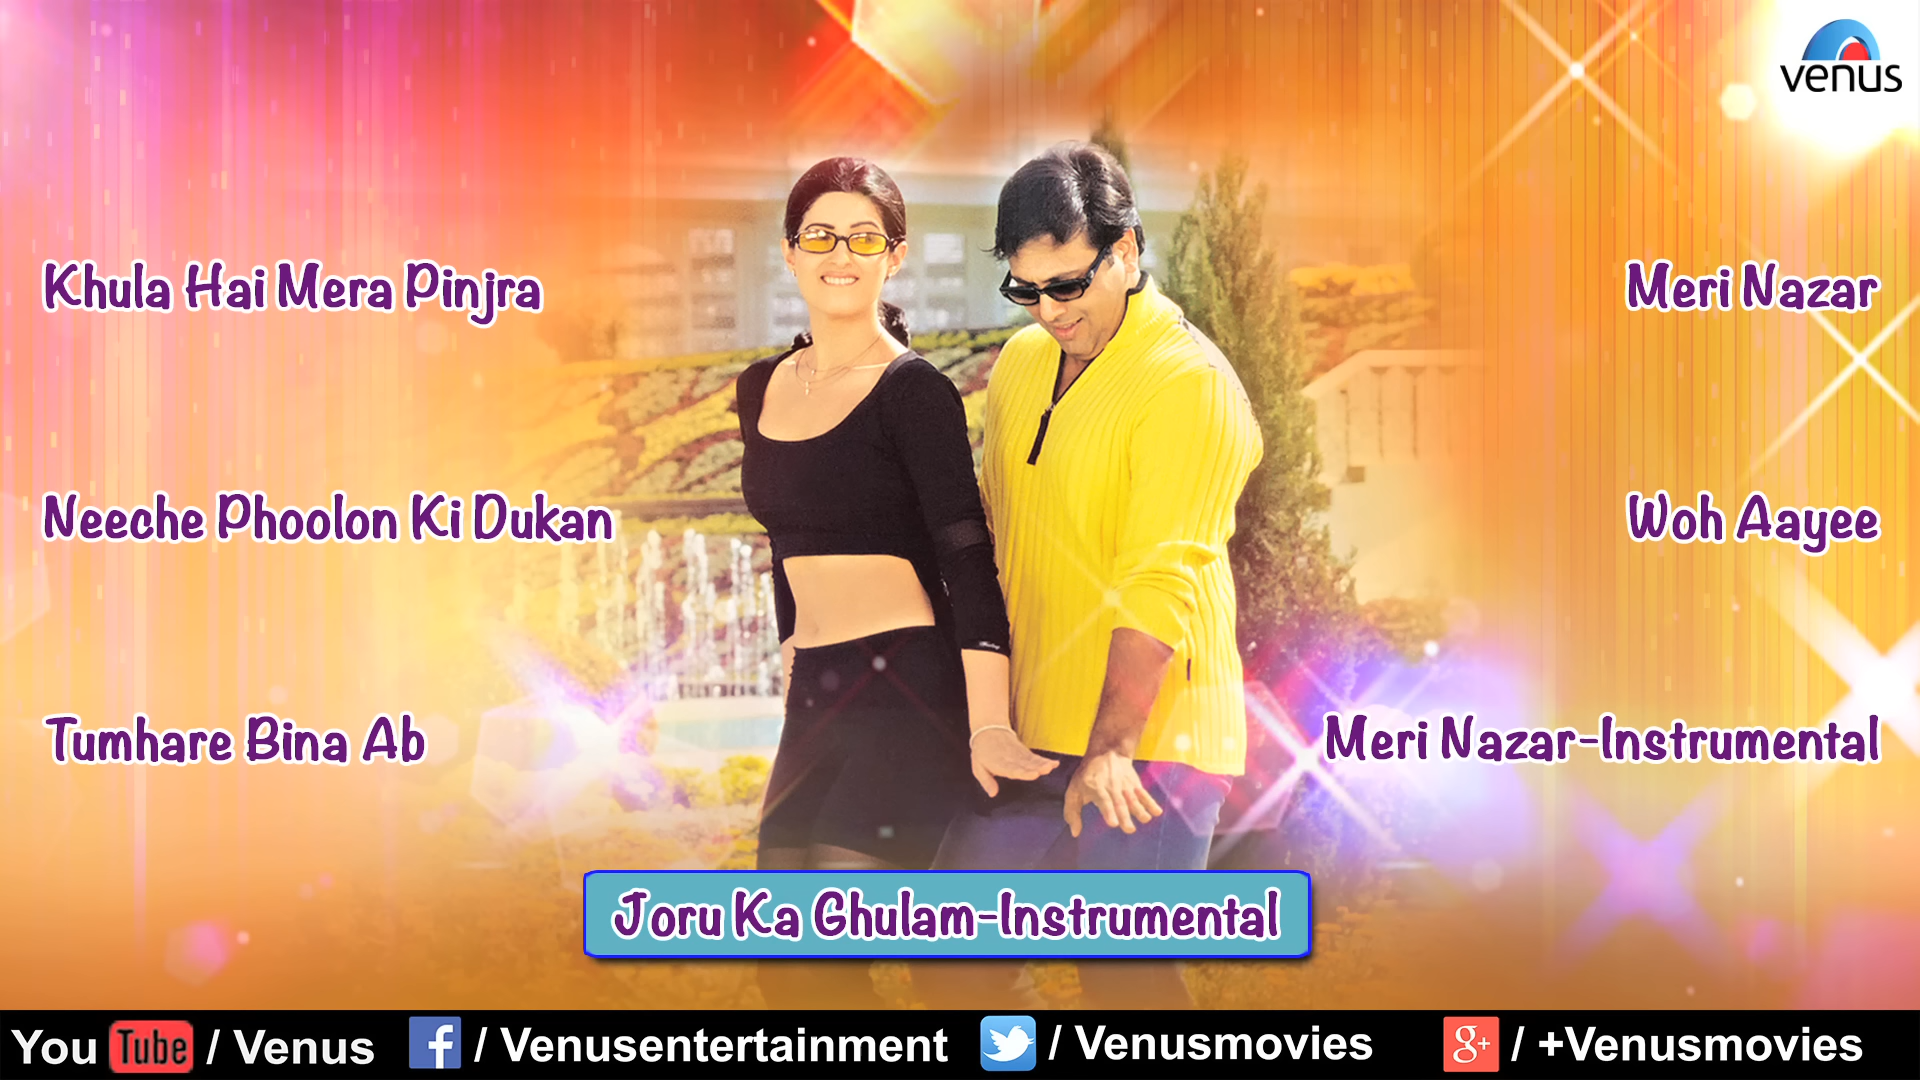 venus
Khula Hai Mera Pinjra
Meri Nazar
Neeche Phoolon Ki Dukan
Woh Aayee
Tumhare Bina Ab
Meri Nazar-Instrumental
Joru Ka Ghulam-Instrumental
You Tube / Venus f / Venusentertainment / Venusmovies g+ / +Venusmovies